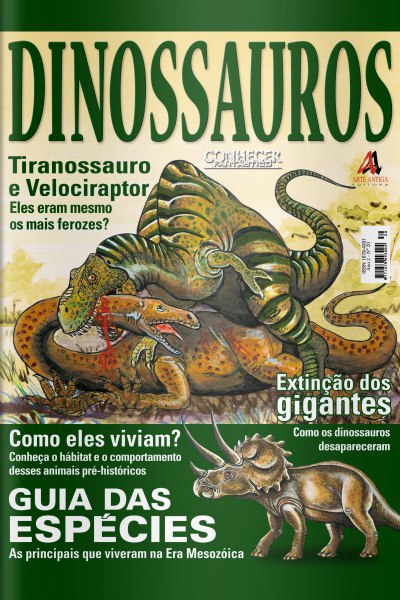 DINOSSAUROS
CONHECER
FANTÁSTICO
ARTE ANTIGA
EDITORA
Tiranossauro
e Velociraptor
Eles eram mesmo
os mais ferozes?
Extinção dos
gigantes
Como os dinossauros
desapareceram
Como eles viviam?
Conheça o hábitat e o comportamento
desses animais pré-históricos
GUIA DAS
ESPÉCIES
As principais que viveram na Era Mesozóica